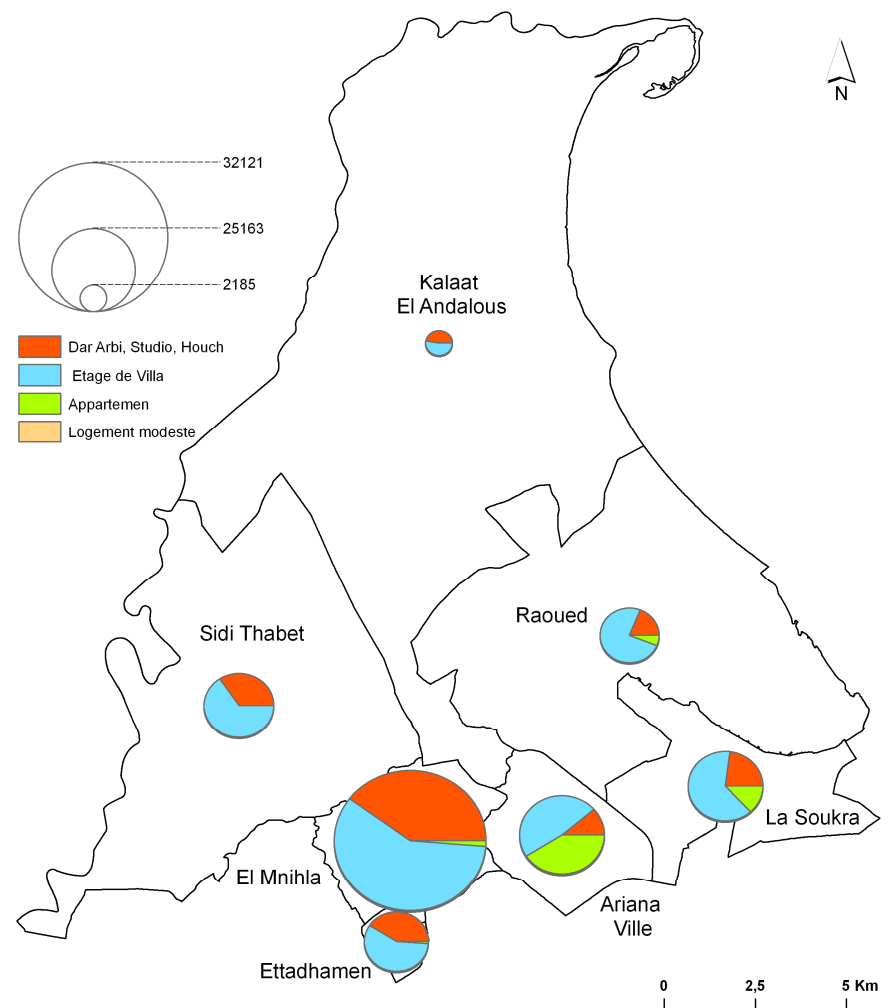 N
32121
25163
2185
Dar Arbi, Studio, Houch
Etage de Villa
Appartemen
Logement modeste
Kalaat
El Andalous
Sidi Thabet
Raoued
La Soukra
El Mnihla
Ariana
Ville
Ettadhamen
0 2,5 5 Km